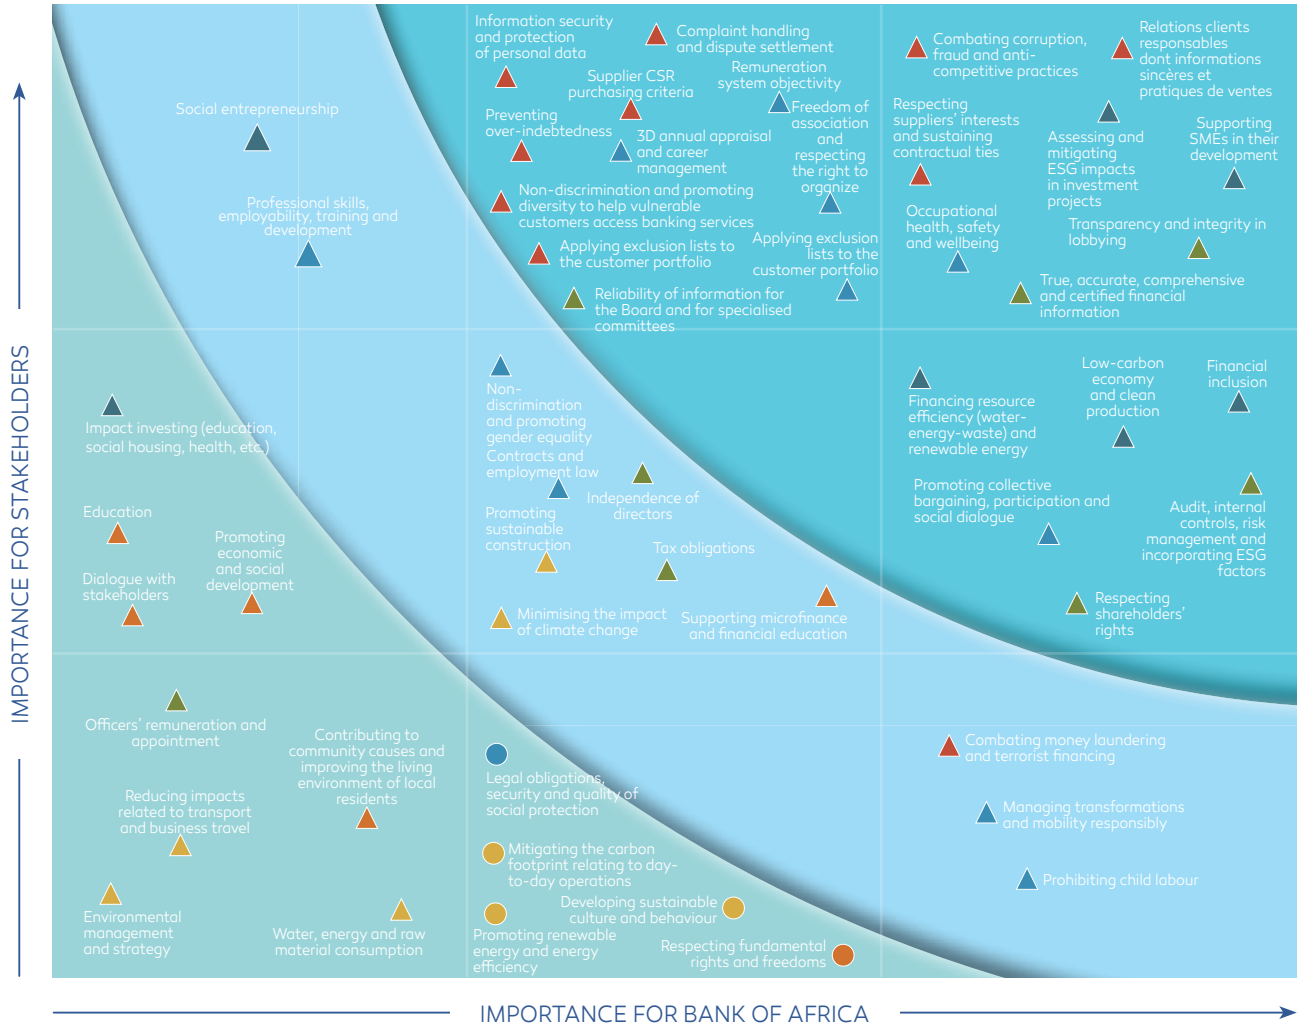 IMPORTANCE FOR STAKEHOLDERS
Social entrepreneurship
Professional skills,
employability, training and
development
Information security
and protection
of personal data
Complaint handling
and dispute settlement
Supplier CSR
purchasing criteria
Remuneration
system objectivity
Preventing
over-indebtedness
3D annual appraisal
and career
management
Freedom of
association
and
respecting
the right to
organize
Non-discrimination and promoting
diversity to help vulnerable
customers access banking services
Applying exclusion lists to
the customer portfolio
Applying exclusion
lists to the
customer portfolio
Reliability of information for
the Board and for specialised
committees
Combating corruption,
fraud and anti-
competitive practices
Relations clients
responsables
dont informations
sincères et
pratiques de ventes
Respecting
suppliers' interests
and sustaining
contractual ties
Assessing and
mitigating
ESG impacts
in investment
projects
Supporting
SMEs in their
development
Occupational
health, safety
and wellbeing
Transparency and integrity in
lobbying
True, accurate, comprehensive
and certified financial
information
Impact investing (education,
social housing, health, etc.)
Education
Promoting
economic
and social
development
Dialogue with
stakeholders
Non-
discrimination
and promoting
gender equality
Contracts and
employment law
Independence of
directors
Promoting
sustainable
construction
Tax obligations
Minimising the impact
of climate change
Supporting microfinance
and financial education
Financing resource
efficiency (water-
energy-waste) and
renewable energy
Low-carbon
economy
and clean
production
Financial
inclusion
Promoting collective
bargaining, participation and
social dialogue
Audit, internal
controls, risk
management and
incorporating ESG
factors
Respecting
shareholders'
rights
Officers' remuneration and
appointment
Contributing to
community causes and
improving the living
environment of local
residents
Reducing impacts
related to transport
and business travel
Environmental
management
and strategy
Water, energy and raw
material consumption
Legal obligations,
security and quality of
social protection
Mitigating the carbon
footprint relating to day-
to-day operations
Developing sustainable
culture and behaviour
Promoting renewable
energy and energy
efficiency
Respecting fundamental
rights and freedoms
Combating money laundering
and terrorist financing
Managing transformations
and mobility responsibly
Prohibiting child labour
IMPORTANCE FOR BANK OF AFRICA